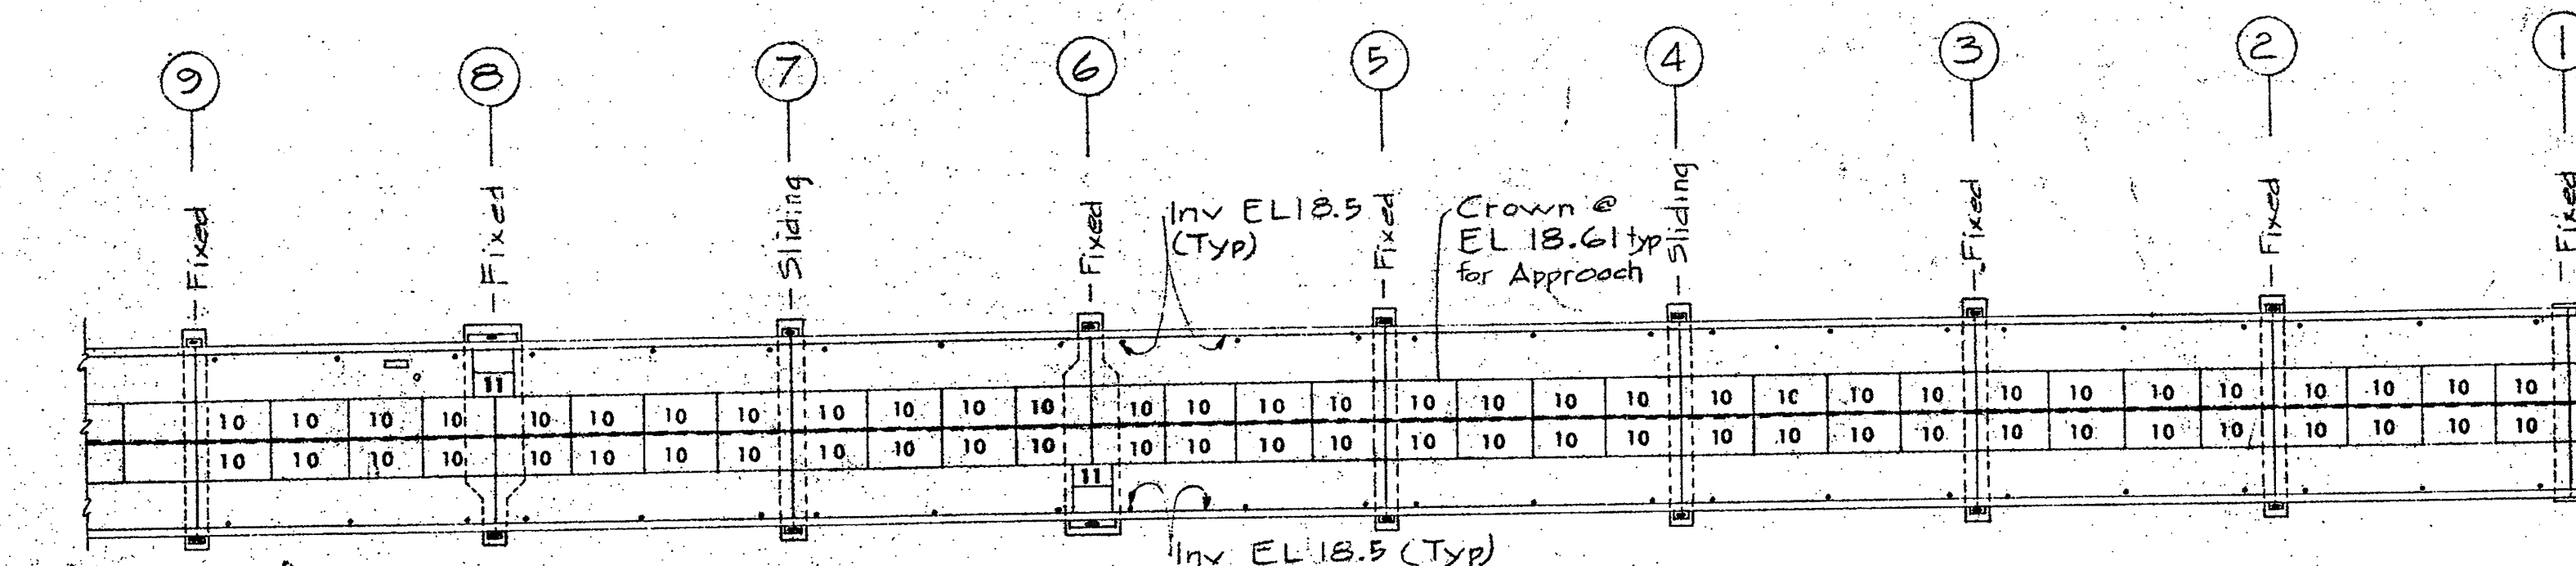 9 8 7 6 5 4 3 2 1
Fixed Fixed Sliding Fixed Fixed Sliding Fixed Fixed Fixed
Inv EL 18.5
(Typ)
Crown @
EL 18.61 typ
for Approach
11
10 10 10 10 10 10 10 10 10 10 10 10 10 10 10 10 10 10 10 10 10 10 10 10 10 10 10 10 10 10 10 10
10 10 10 10 10 10 10 10 10 10 10 10 10 10 10 10 10 10 10 10 10 10 10 10 10 10 10 10 10 10 10 10
11
Inv EL 18.5 (Typ)